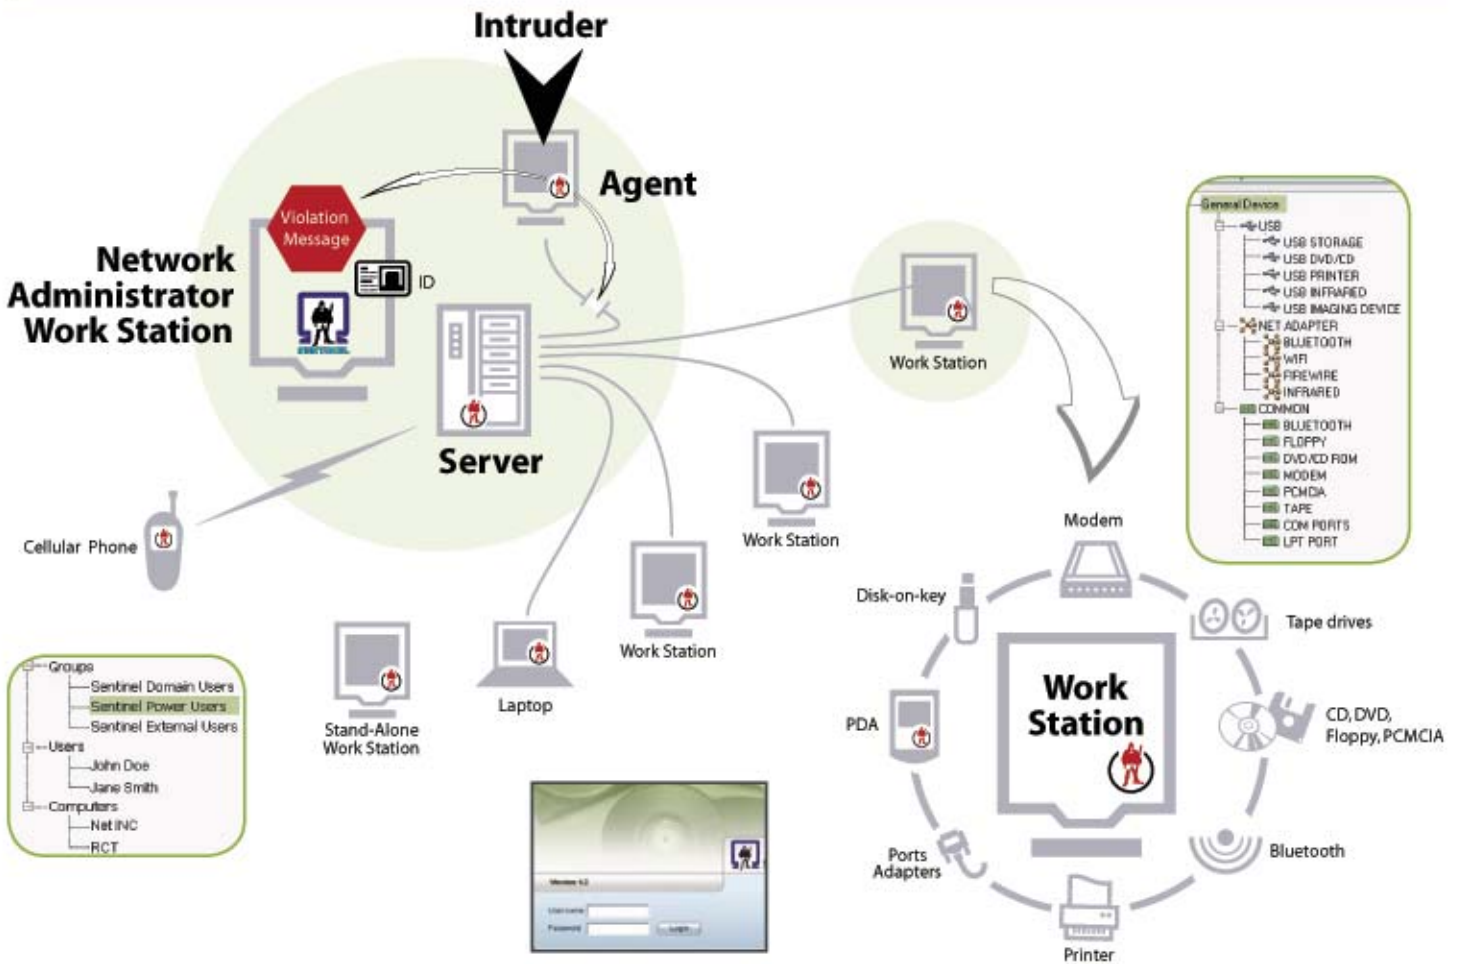 Intruder
Agent
Violation
Message
ID
Network
Administrator
Work Station
Server
Work Station
Work Station
Work Station
Laptop
Stand-Alone
Work Station
Cellular Phone
General Device
USB
USB STORAGE
USB DVD/CD
USB PRINTER
USB INFRARED
USB IMAGING DEVICE
NET ADAPTER
BLUETOOTH
WIFI
FIREWIRE
INFRARED
COMMON
BLUETOOTH
FLOPPY
DVD/CD ROM
MODEM
PCMCIA
TAPE
COM PORTS
LPT PORT
Groups
Sentinel Domain Users
Sentinel Power Users
Sentinel External Users
Users
John Doe
Jane Smith
Computers
Net INC
RCT
Modem
Disk-on-key
Tape drives
PDA
Work
Station
CD, DVD,
Floppy, PCMCIA
Ports
Adapters
Bluetooth
Printer
Password
Login